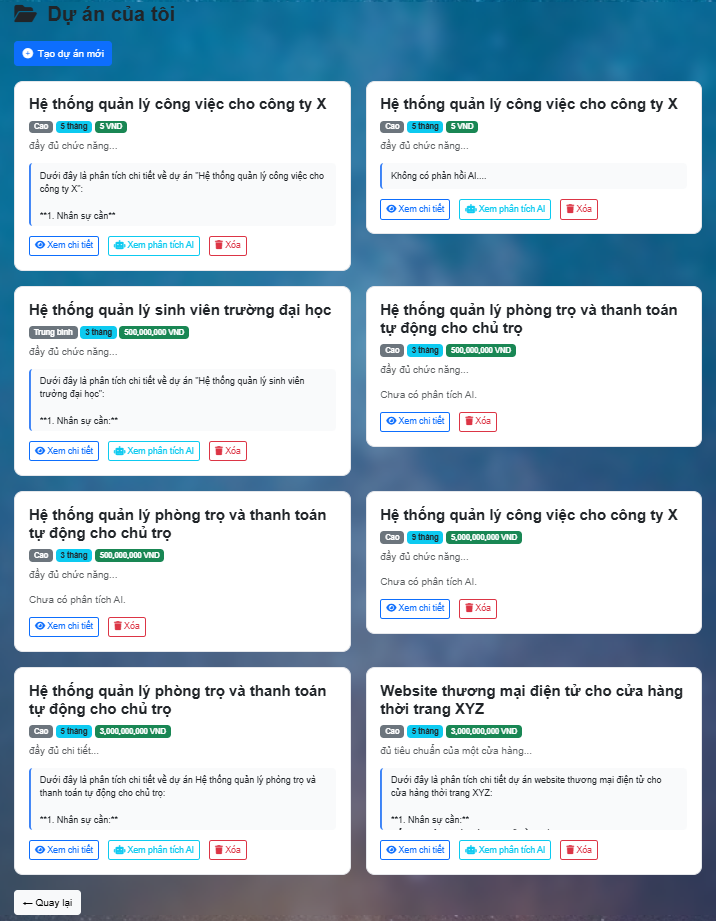 Dự án của tôi
Tạo dự án mới
Hệ thống quản lý công việc cho công ty X
Cao 5 tháng 5 VND
đầy đủ chức năng...
Dưới đây là phân tích chi tiết về dự án "Hệ thống quản lý công việc cho
công ty X":
**1. Nhân sự cần**
Xem chi tiết Xem phân tích AI Xóa
Hệ thống quản lý công việc cho công ty X
Cao 5 tháng 5 VND
đầy đủ chức năng...
Không có phản hồi AI....
Xem chi tiết Xem phân tích AI Xóa
Hệ thống quản lý sinh viên trường đại học
Trung bình 3 tháng 500,000,000 VND
đầy đủ chức năng...
Dưới đây là phân tích chi tiết về dự án "Hệ thống quản lý sinh viên
trường đại học":
**1. Nhân sự cần:**
Xem chi tiết Xem phân tích AI Xóa
Hệ thống quản lý phòng trọ và thanh toán
tự động cho chủ trọ
Cao 3 tháng 500,000,000 VND
đầy đủ chức năng...
Chưa có phân tích AI.
Xem chi tiết Xóa
Hệ thống quản lý phòng trọ và thanh toán
tự động cho chủ trọ
Cao 3 tháng 500,000,000 VND
đầy đủ chức năng...
Chưa có phân tích AI.
Xem chi tiết Xóa
Hệ thống quản lý công việc cho công ty X
Cao 9 tháng 5,000,000,000 VND
đầy đủ chức năng...
Chưa có phân tích AI.
Xem chi tiết Xóa
Hệ thống quản lý phòng trọ và thanh toán
tự động cho chủ trọ
Cao 5 tháng 3,000,000,000 VND
đầy đủ chi tiết...
Dưới đây là phân tích chi tiết về dự án Hệ thống quản lý phòng trọ và
thanh toán tự động cho chủ trọ:
**1. Nhân sự cần:**
Xem chi tiết Xem phân tích AI Xóa
Website thương mại điện tử cho cửa hàng
thời trang XYZ
Cao 5 tháng 3,000,000,000 VND
đủ tiêu chuẩn của một cửa hàng...
Dưới đây là phân tích chi tiết dự án website thương mại điện tử cho
cửa hàng thời trang XYZ:
**1. Nhân sự cần:**
Xem chi tiết Xem phân tích AI Xóa
← Quay lại